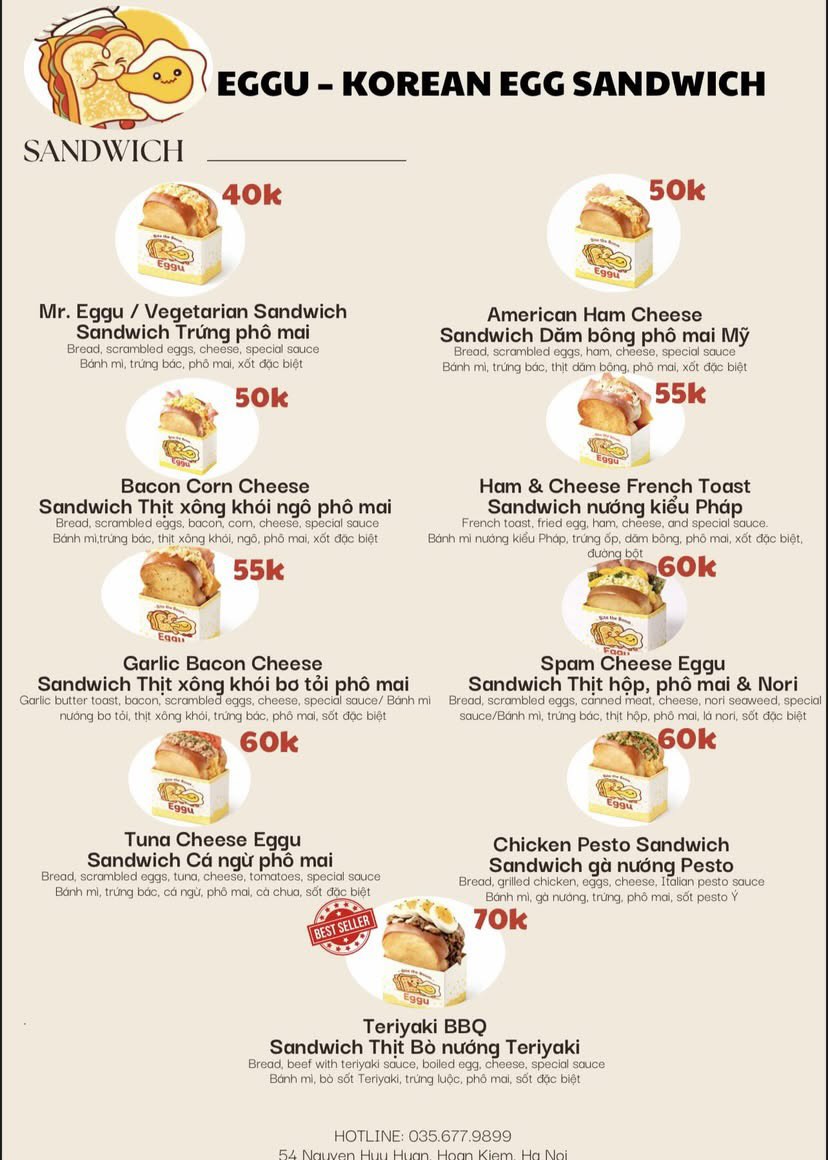 EGGU – KOREAN EGG SANDWICH
SANDWICH
40k
Bite the Boom
Eggu
Mr. Eggu / Vegetarian Sandwich
Sandwich Trứng phô mai
Bread, scrambled eggs, cheese, special sauce
Bánh mì, trứng bác, phô mai, xốt đặc biệt
50k
Eggu
American Ham Cheese
Sandwich Dăm bông phô mai Mỹ
Bread, scrambled eggs, ham, cheese, special sauce
Bánh mì, trứng bác, thịt dăm bông, phô mai, xốt đặc biệt
50k
Eggu
Bacon Corn Cheese
Sandwich Thịt xông khói ngô phô mai
Bread, scrambled eggs, bacon, corn, cheese, special sauce
Bánh mì,trứng bác, thịt xông khói, ngô, phô mai, xốt đặc biệt
55k
Eggu
Ham & Cheese French Toast
Sandwich nướng kiểu Pháp
French toast, fried egg, ham, cheese, and special sauce.
Bánh mì nướng kiểu Pháp, trứng ốp, dăm bông, phô mai, xốt đặc biệt,
đường bột
55k
Eggu
Garlic Bacon Cheese
Sandwich Thịt xông khói bơ tỏi phô mai
Garlic butter toast, bacon, scrambled eggs, cheese, special sauce/ Bánh mì
nướng bơ tỏi, thịt xông khói, trứng bác, phô mai, sốt đặc biệt
60k
Eggu
Spam Cheese Eggu
Sandwich Thịt hộp, phô mai & Nori
Bread, scrambled eggs, canned meat, cheese, nori seaweed, special
sauce/Bánh mì, trứng bác, thịt hộp, phô mai, lá nori, sốt đặc biệt
60k
Eggu
Tuna Cheese Eggu
Sandwich Cá ngừ phô mai
Bread, scrambled eggs, tuna, cheese, tomatoes, special sauce
Bánh mì, trứng bác, cá ngừ, phô mai, cà chua, sốt đặc biệt
60k
Eggu
Chicken Pesto Sandwich
Sandwich gà nướng Pesto
Bread, grilled chicken, eggs, cheese, Italian pesto sauce
Bánh mì, gà nướng, trứng, phô mai, sốt pesto Ý
BEST SELLER
70k
Eggu
Teriyaki BBQ
Sandwich Thịt Bò nướng Teriyaki
Bread, beef with teriyaki sauce, boiled egg, cheese, special sauce
Bánh mì, bò sốt Teriyaki, trứng luộc, phô mai, sốt đặc biệt
HOTLINE: 035.677.9899
54 Nguyen Huu Huan, Hoan Kiem, Ha Noi